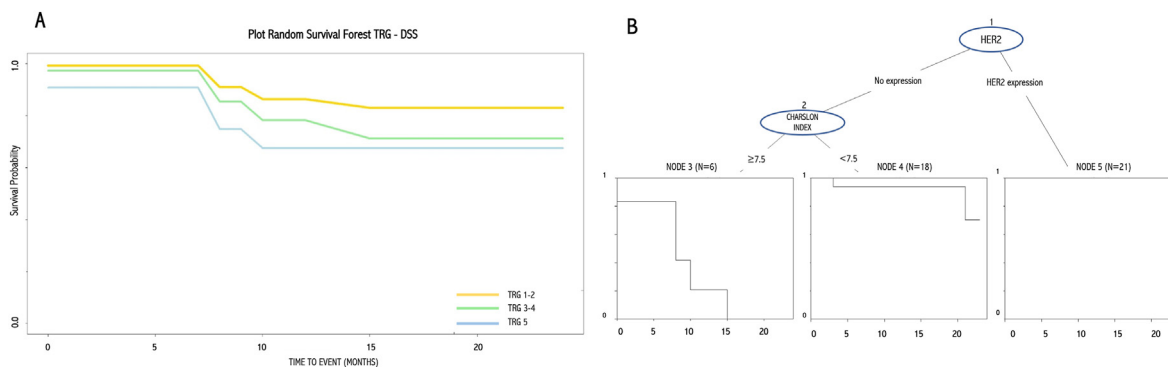 A
Plot Random Survival Forest TRG - DSS
Survival Probability
1.0
0.0
0
5
10
15
20
TIME TO EVENT (MONTHS)
TRG 1-2
TRG 3-4
TRG 5
B
1
HER2
No expression
HER2 expression
2
CHARSLON
INDEX
≥7.5
<7.5
NODE 3 (N=6)
1
0
0
5
10
15
20
NODE 4 (N=18)
1
0
0
5
10
15
20
NODE 5 (N=21)
1
0
0
5
10
15
20